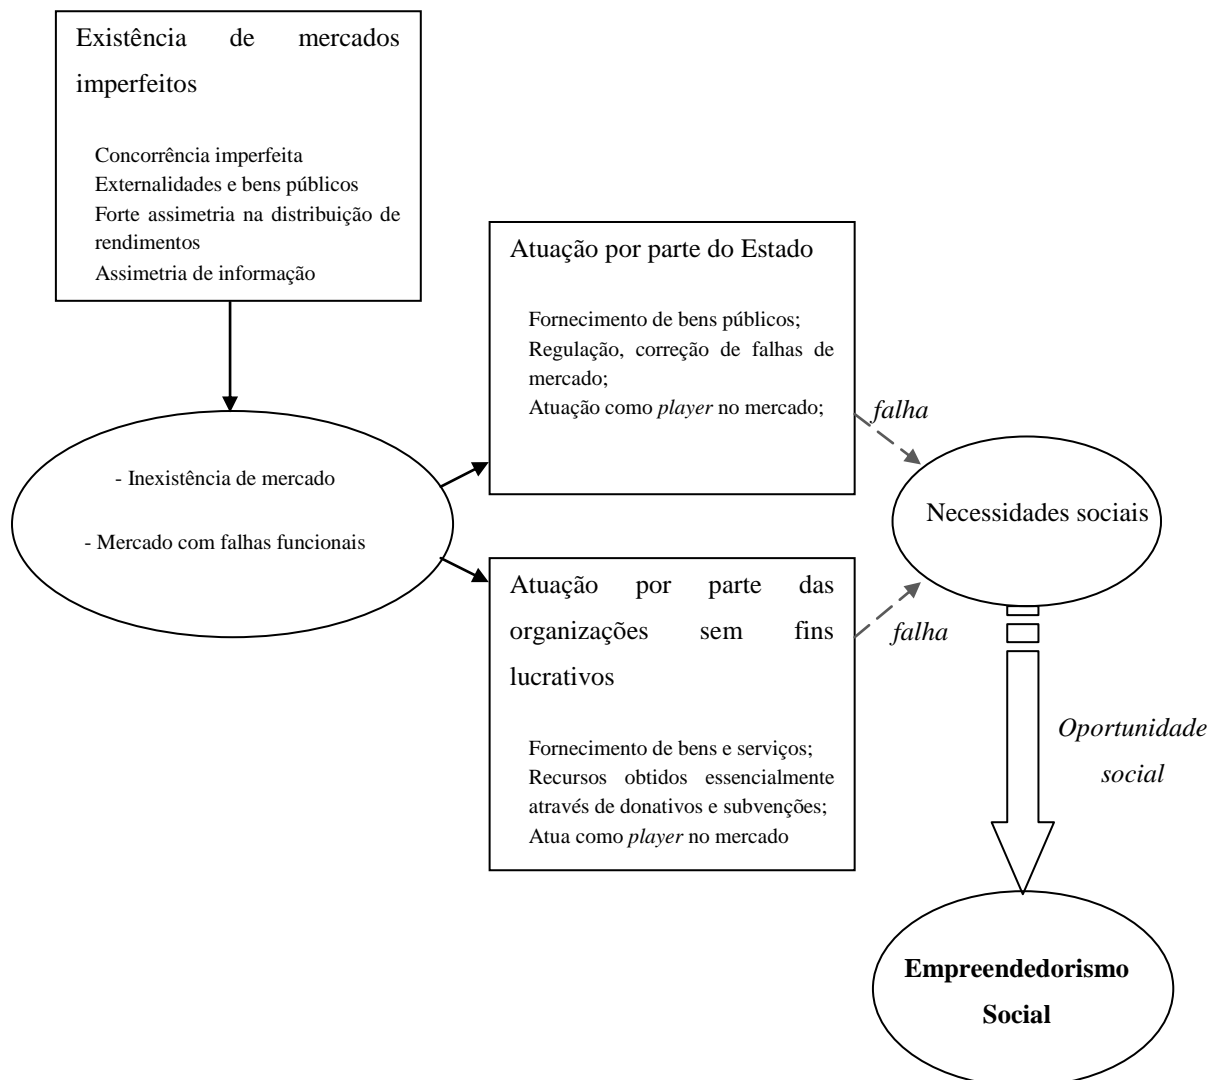 Existência de mercados
imperfeitos
Concorrência imperfeita
Externalidades e bens públicos
Forte assimetria na distribuição de
rendimentos
Assimetria de informação
- Inexistência de mercado
- Mercado com falhas funcionais
Atuação por parte do Estado
Fornecimento de bens públicos;
Regulação, correção de falhas de
mercado;
Atuação como player no mercado;
falha
Atuação por parte das
organizações sem fins
lucrativos
Fornecimento de bens e serviços;
Recursos obtidos essencialmente
através de donativos e subvenções;
Atua como player no mercado
falha
Necessidades sociais
Oportunidade
social
Empreendedorismo
Social